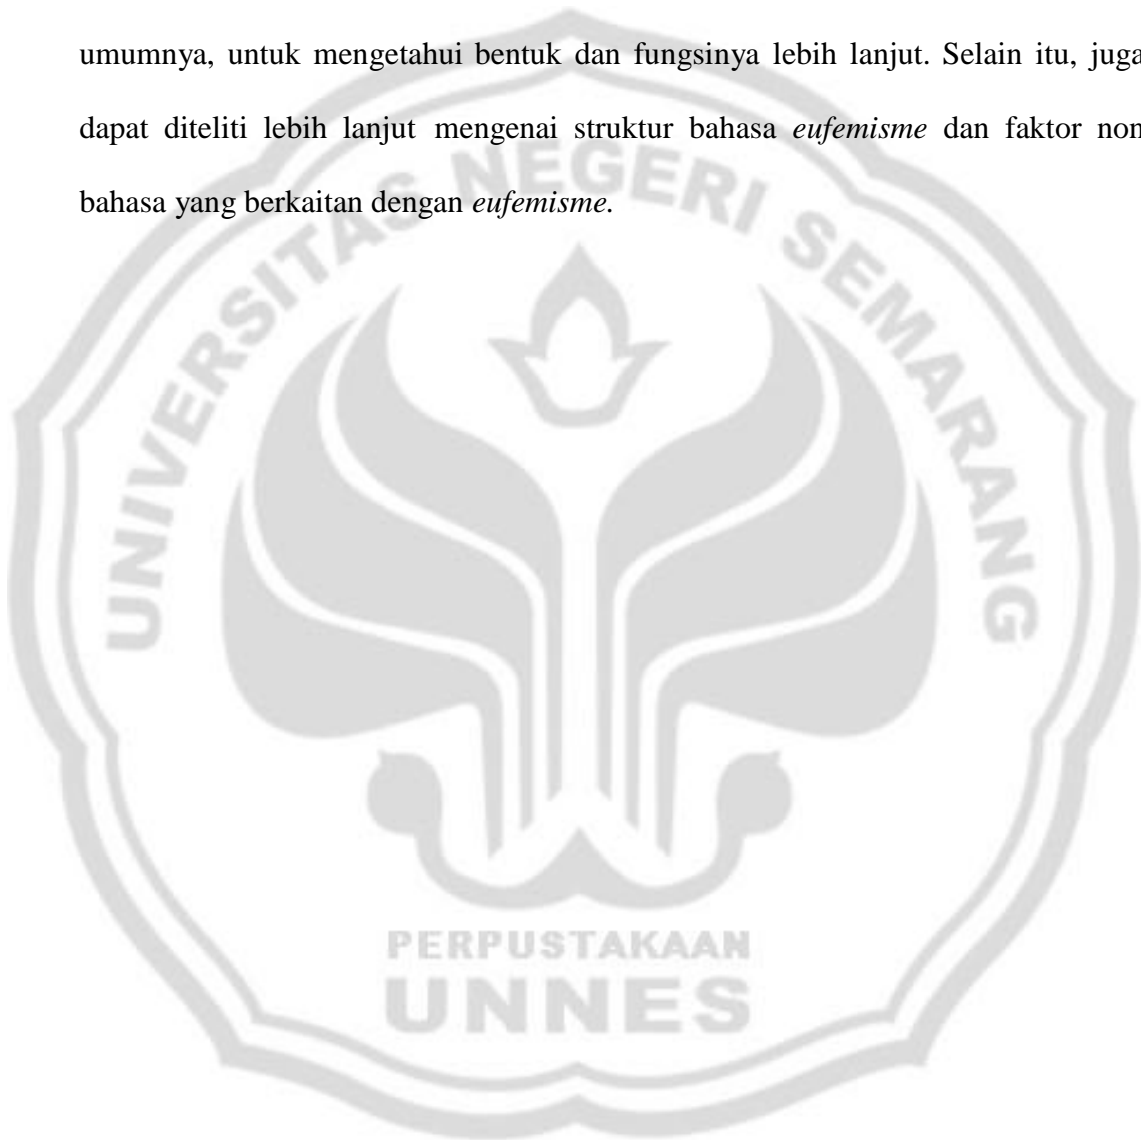 umumnya, untuk mengetahui bentuk dan fungsinya lebih lanjut. Selain itu, juga
dapat diteliti lebih lanjut mengenai struktur bahasa eufemisme dan faktor non
bahasa yang berkaitan dengan eufemisme.
UNIVERSITAS NEGERI SEMARANG
PERPUSTAKAAN
UNNES